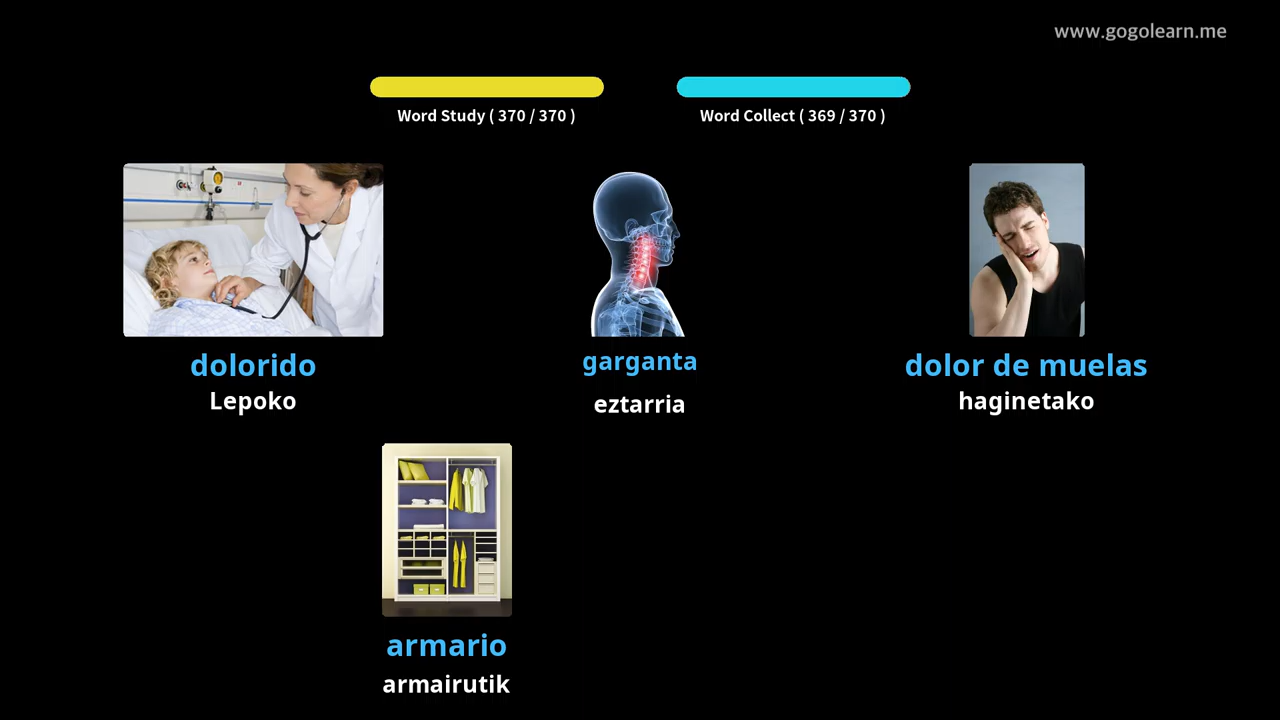 www.gogolearn.me
Word Study ( 370 / 370 )
Word Collect ( 369 / 370 )
dolorido
Lepoko
garganta
eztarria
dolor de muelas
haginetako
armario
armairutik